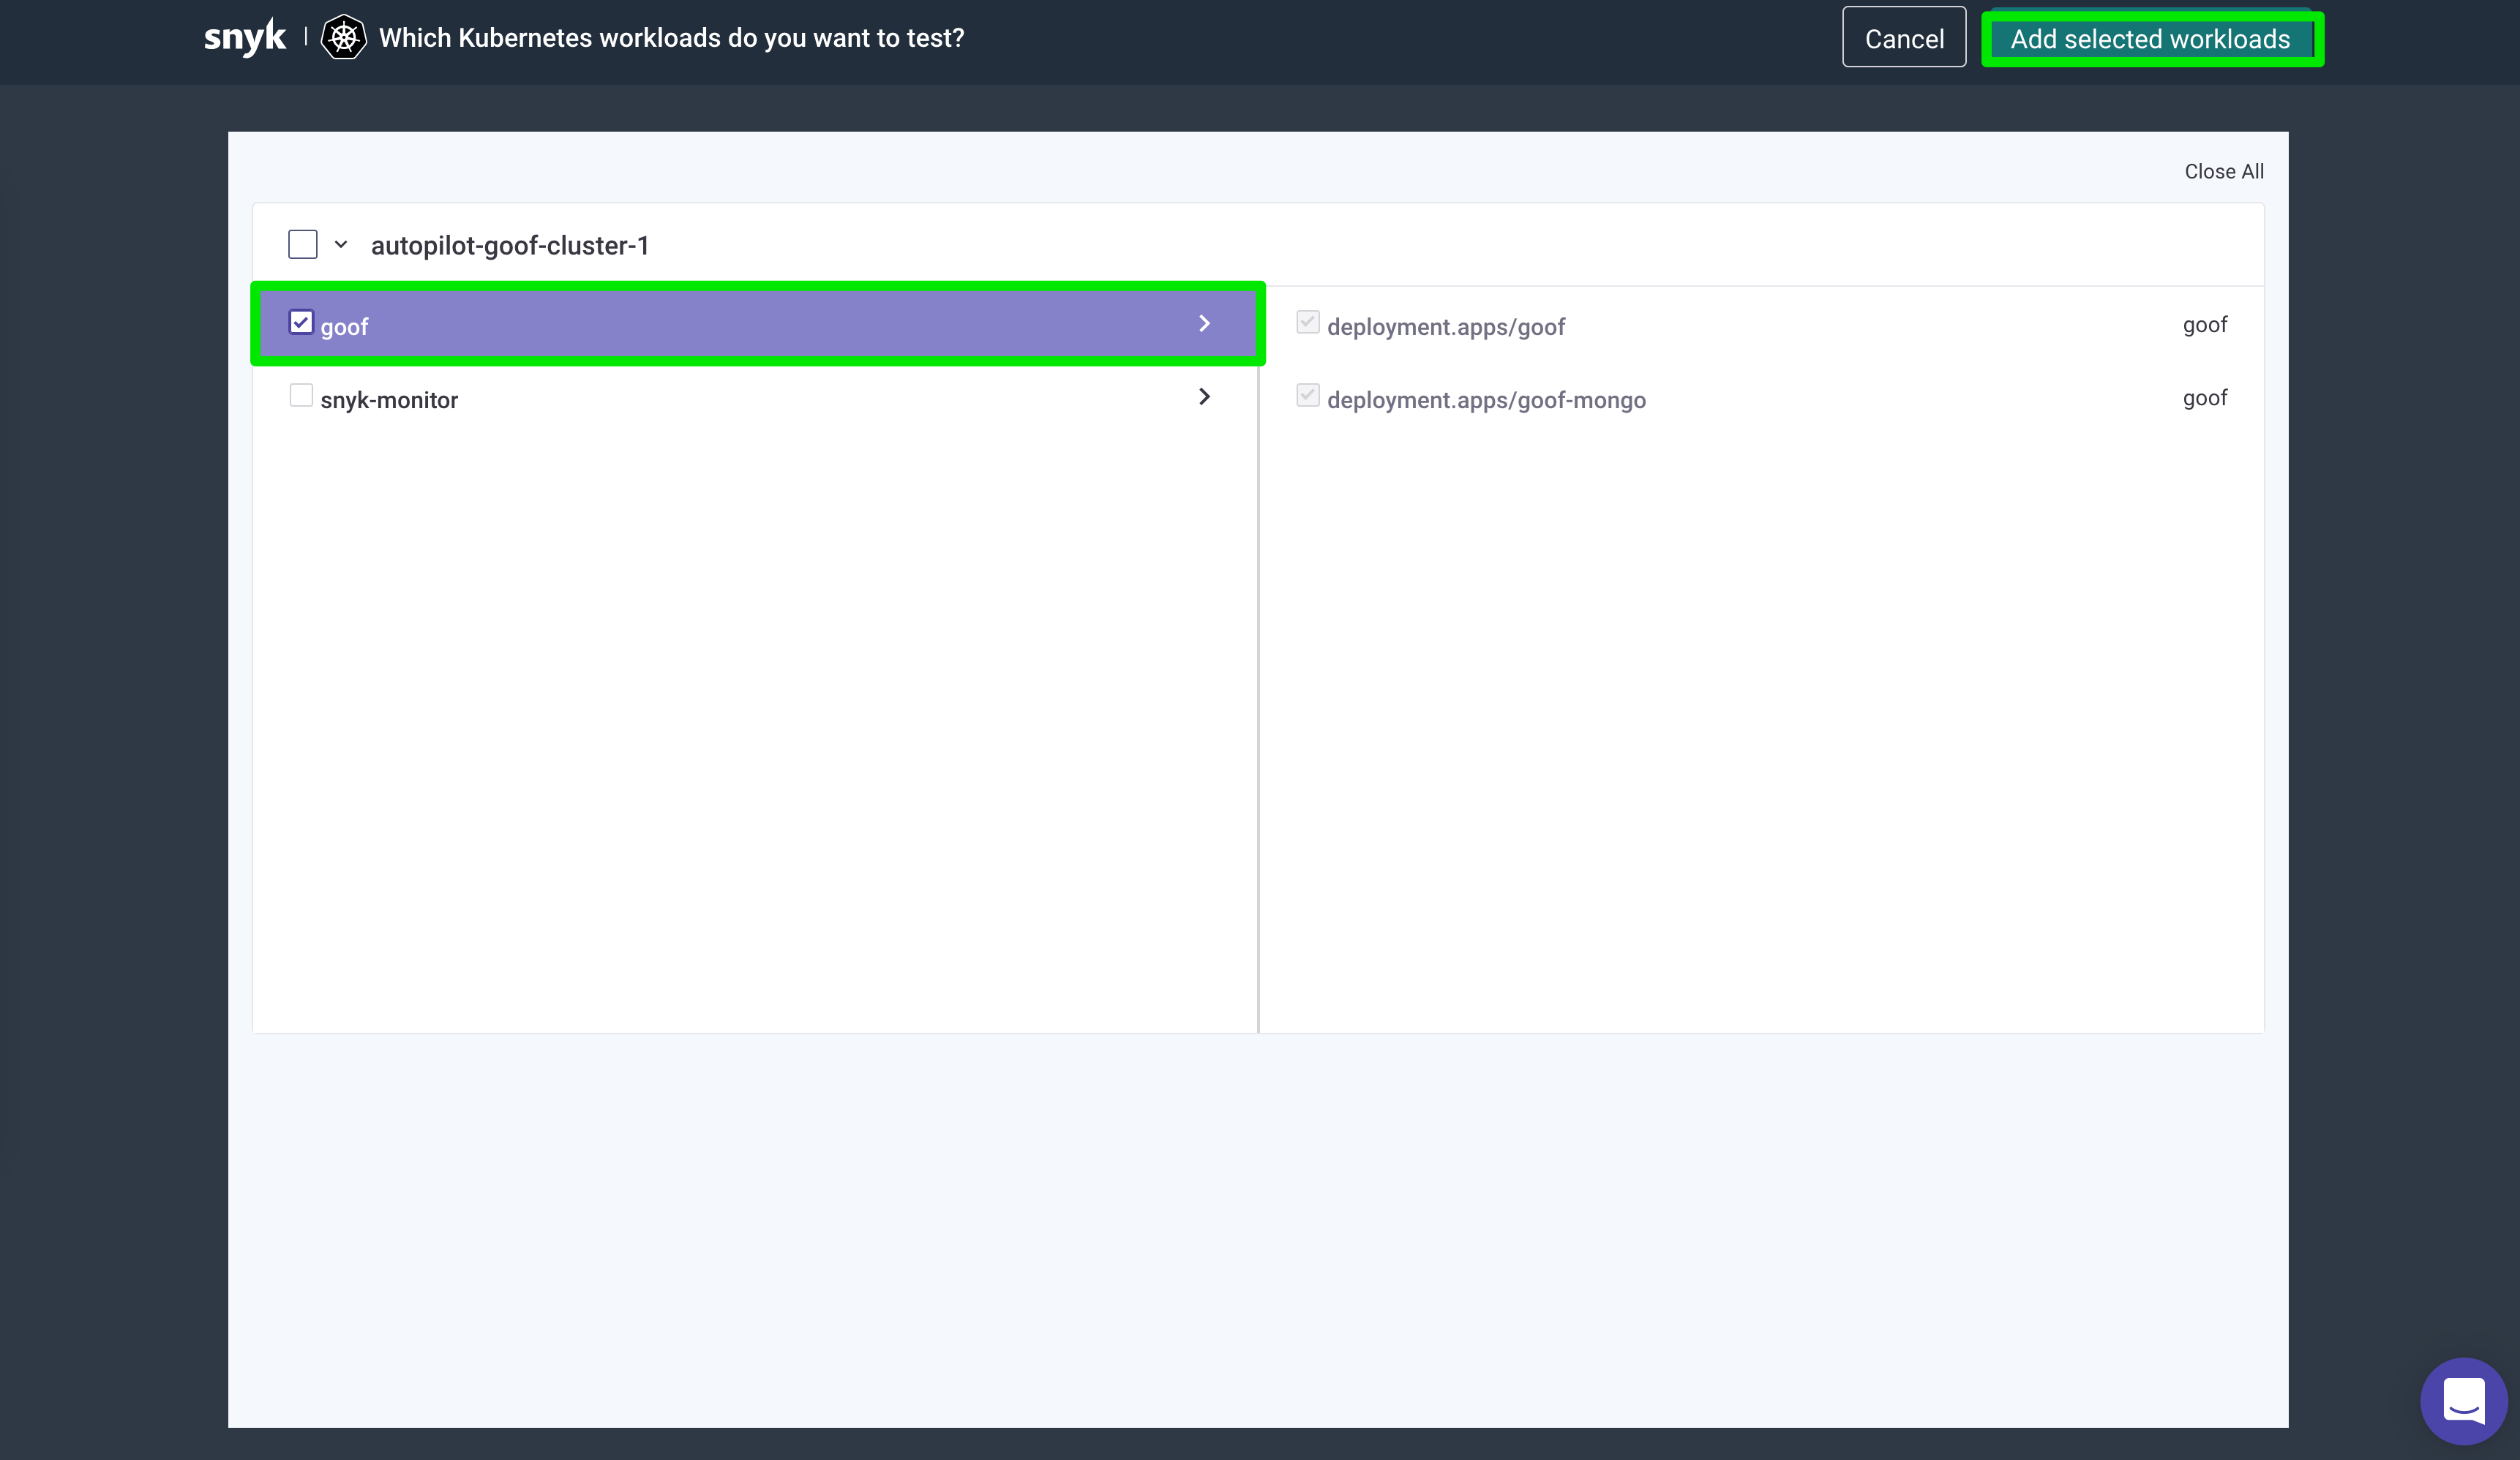 snyk | Which Kubernetes workloads do you want to test?
Cancel
Add selected workloads
Close All
autopilot-goof-cluster-1
goof
deployment.apps/goof goof
snyk-monitor
deployment.apps/goof-mongo goof